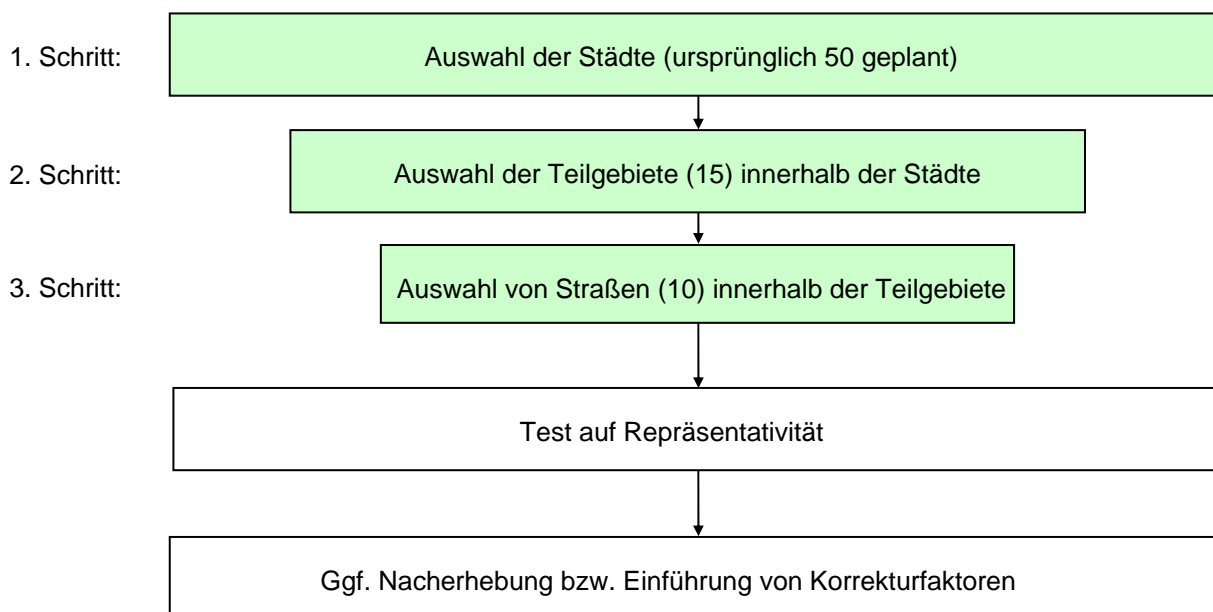 1. Schritt: Auswahl der Städte (ursprünglich 50 geplant)
2. Schritt: Auswahl der Teilgebiete (15) innerhalb der Städte
3. Schritt: Auswahl von Straßen (10) innerhalb der Teilgebiete
Test auf Repräsentativität
Ggf. Nacherhebung bzw. Einführung von Korrekturfaktoren